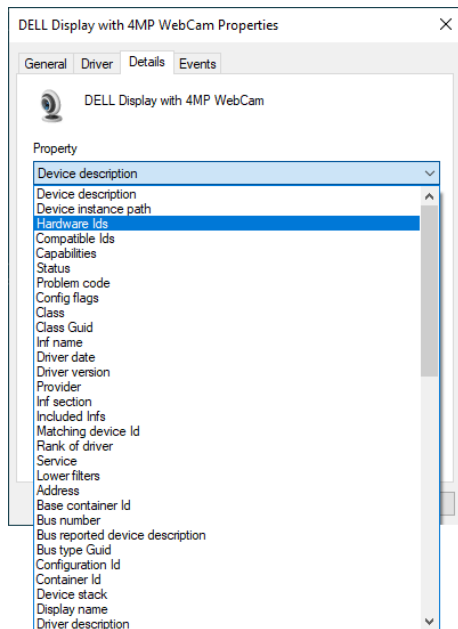 DELL Display with 4MP WebCam Properties
General Driver Details Events
DELL Display with 4MP WebCam
Property
Device description
Device description
Device instance path
Hardware Ids
Compatible Ids
Capabilities
Status
Problem code
Config flags
Class
Class Guid
Inf name
Driver date
Driver version
Provider
Inf section
Included Infs
Matching device Id
Rank of driver
Service
Lower filters
Address
Base container Id
Bus number
Bus reported device description
Bus type Guid
Configuration Id
Container Id
Device stack
Display name
Driver description